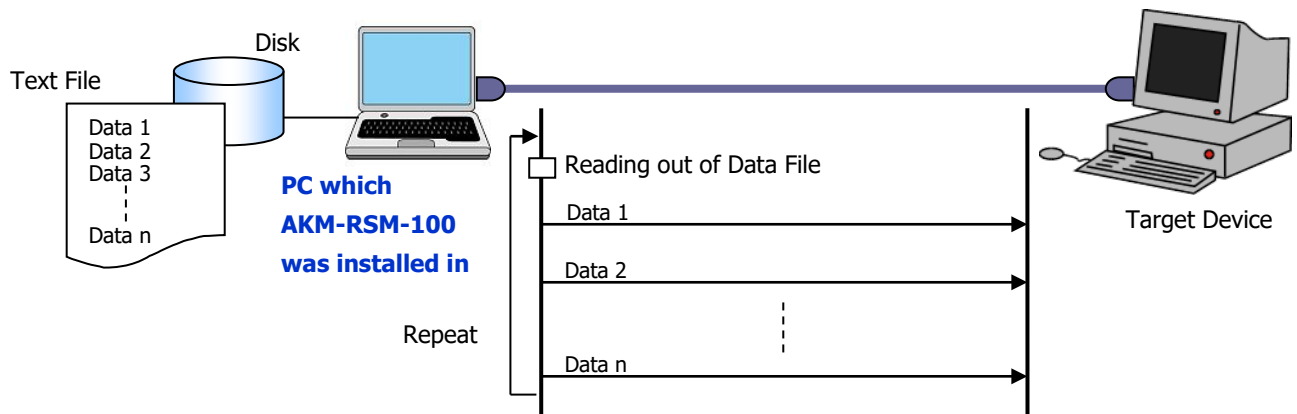 Disk
Text File
Data 1
Data 2
Data 3
Data n
PC which
AKM-RSM-100
was installed in
Reading out of Data File
Data 1
Data 2
Data n
Repeat
Target Device